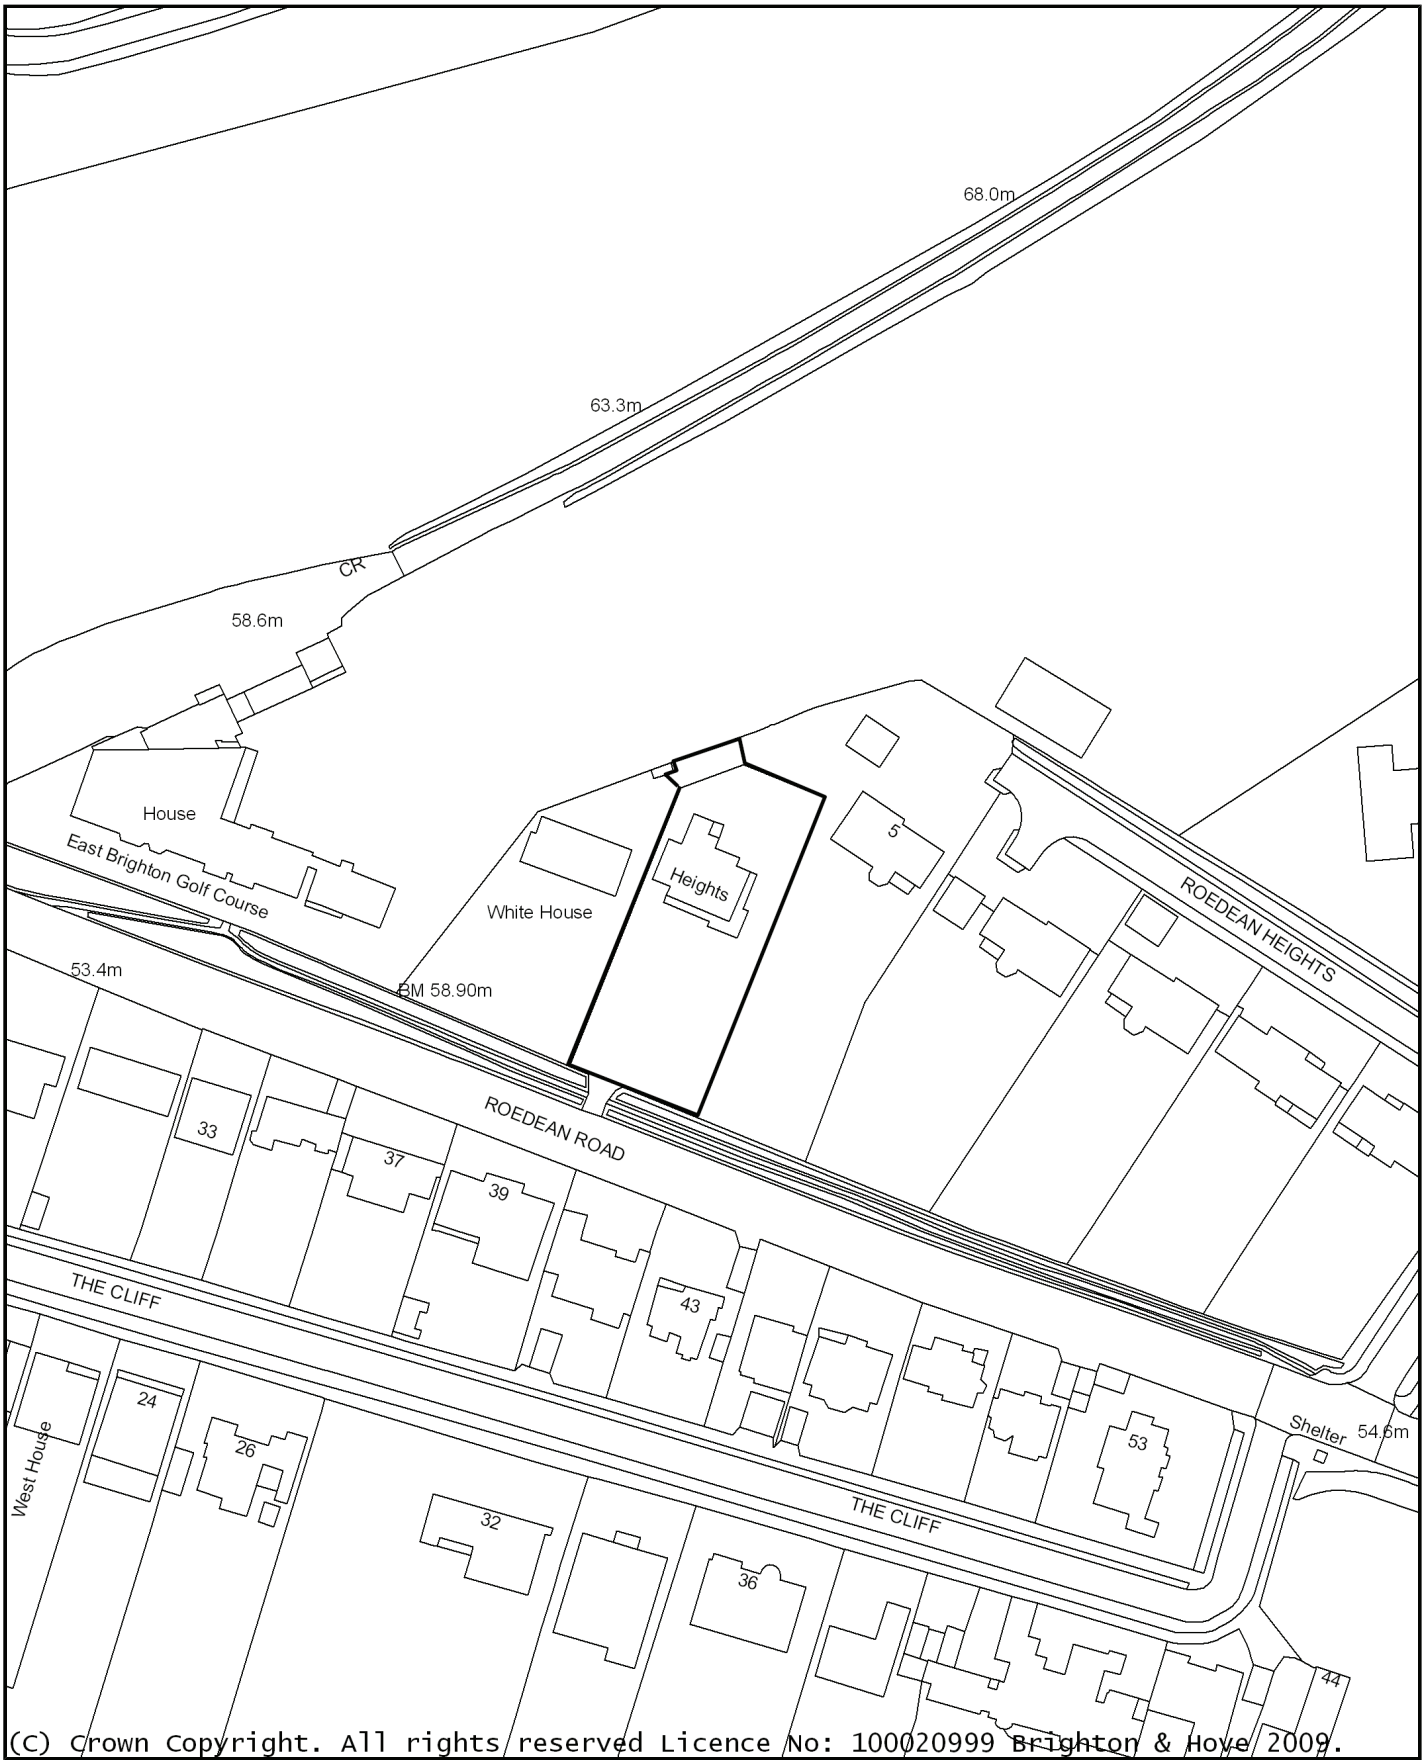 68.0m
63.3m
CR
58.6m
House
East Brighton Golf Course
5
Heights
White House
ROEDEAN HEIGHTS
53.4m
BM 58.90m
ROEDEAN ROAD
33
37
39
43
THE CLIFF
24
26
West House
53
Shelter
54.6m
32
THE CLIFF
36
44
(C) Crown Copyright. All rights reserved Licence No: 100020999 Brighton & Hove 2009.